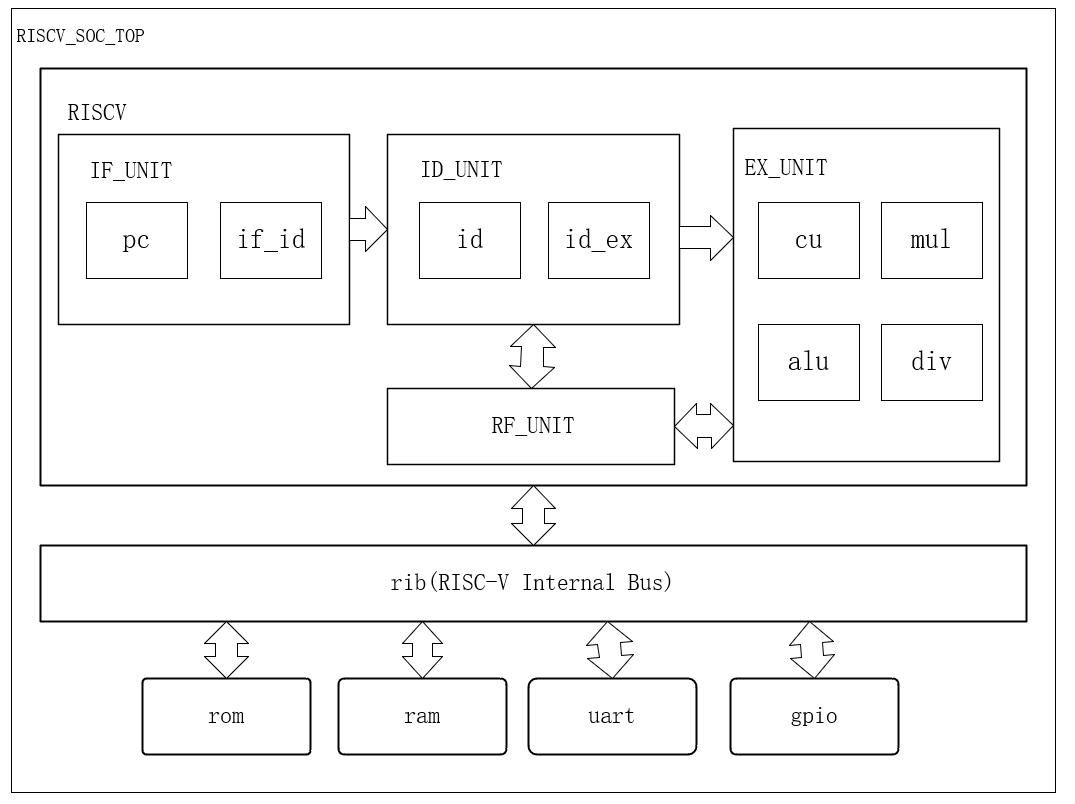 RISCV_SOC_TOP
RISCV
IF_UNIT
pc
if_id
ID_UNIT
id
id_ex
EX_UNIT
cu
mul
alu
div
RF_UNIT
rib(RISC-V Internal Bus)
rom
ram
uart
gpio